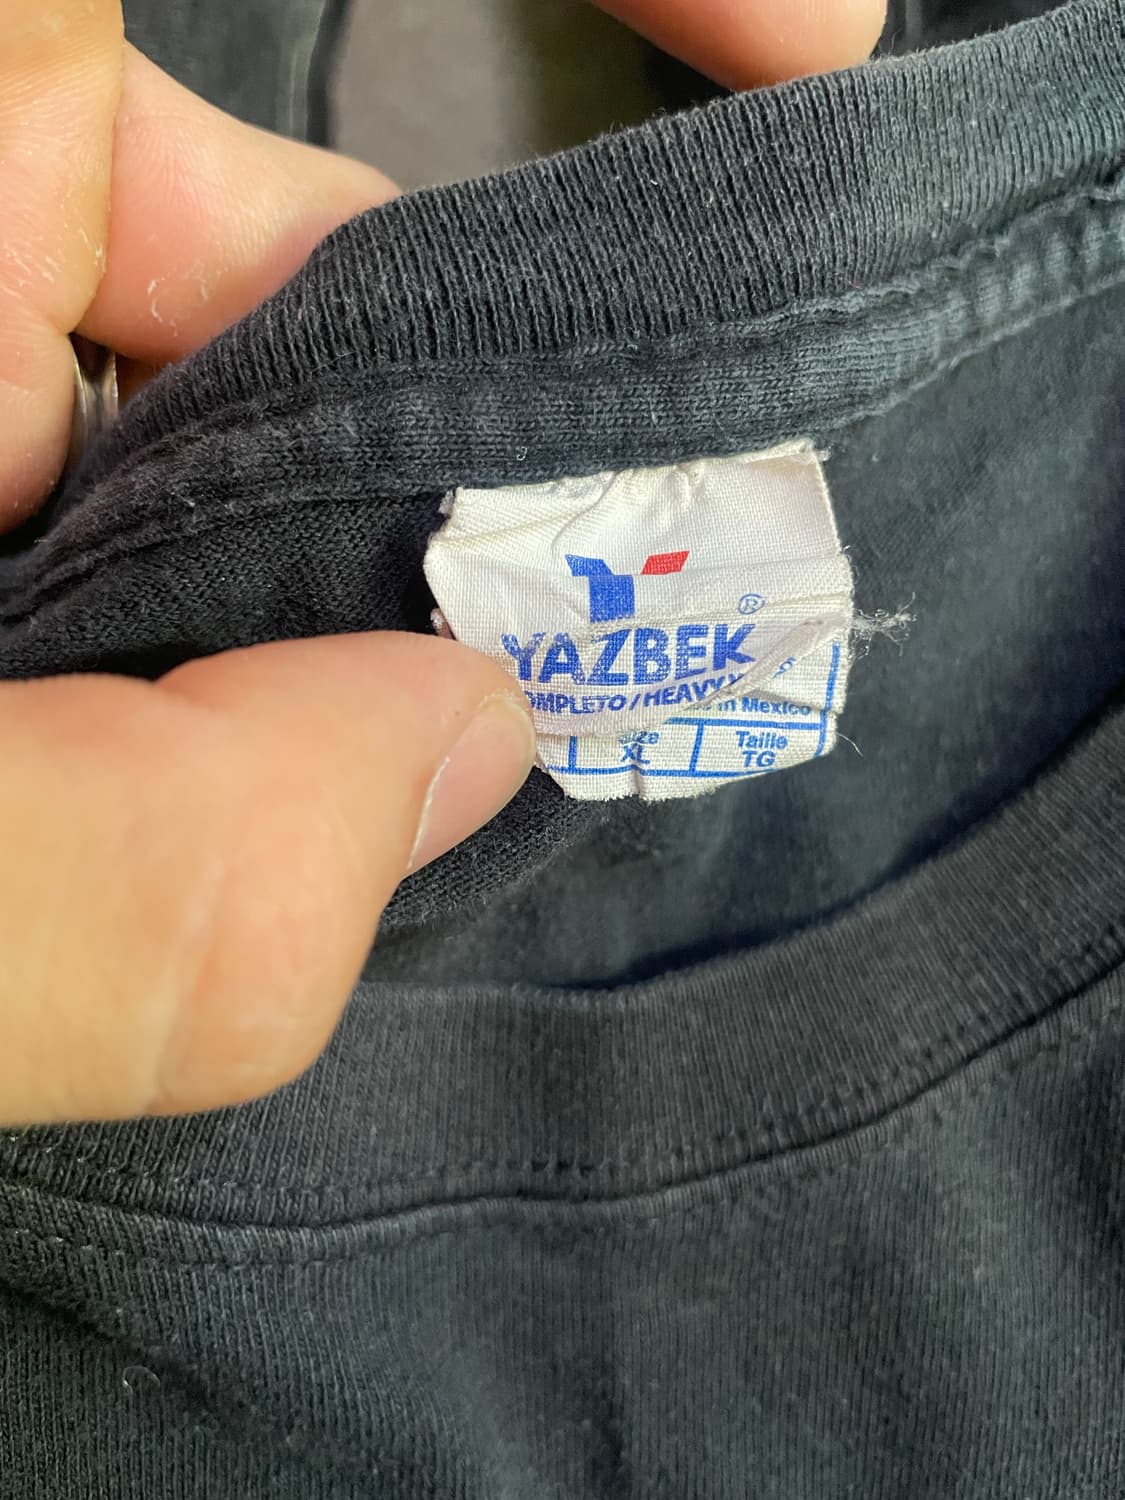 ®
YAZBEK
OMPLETO/HEAVY
in Mexico
Size
XL
Taille
TG